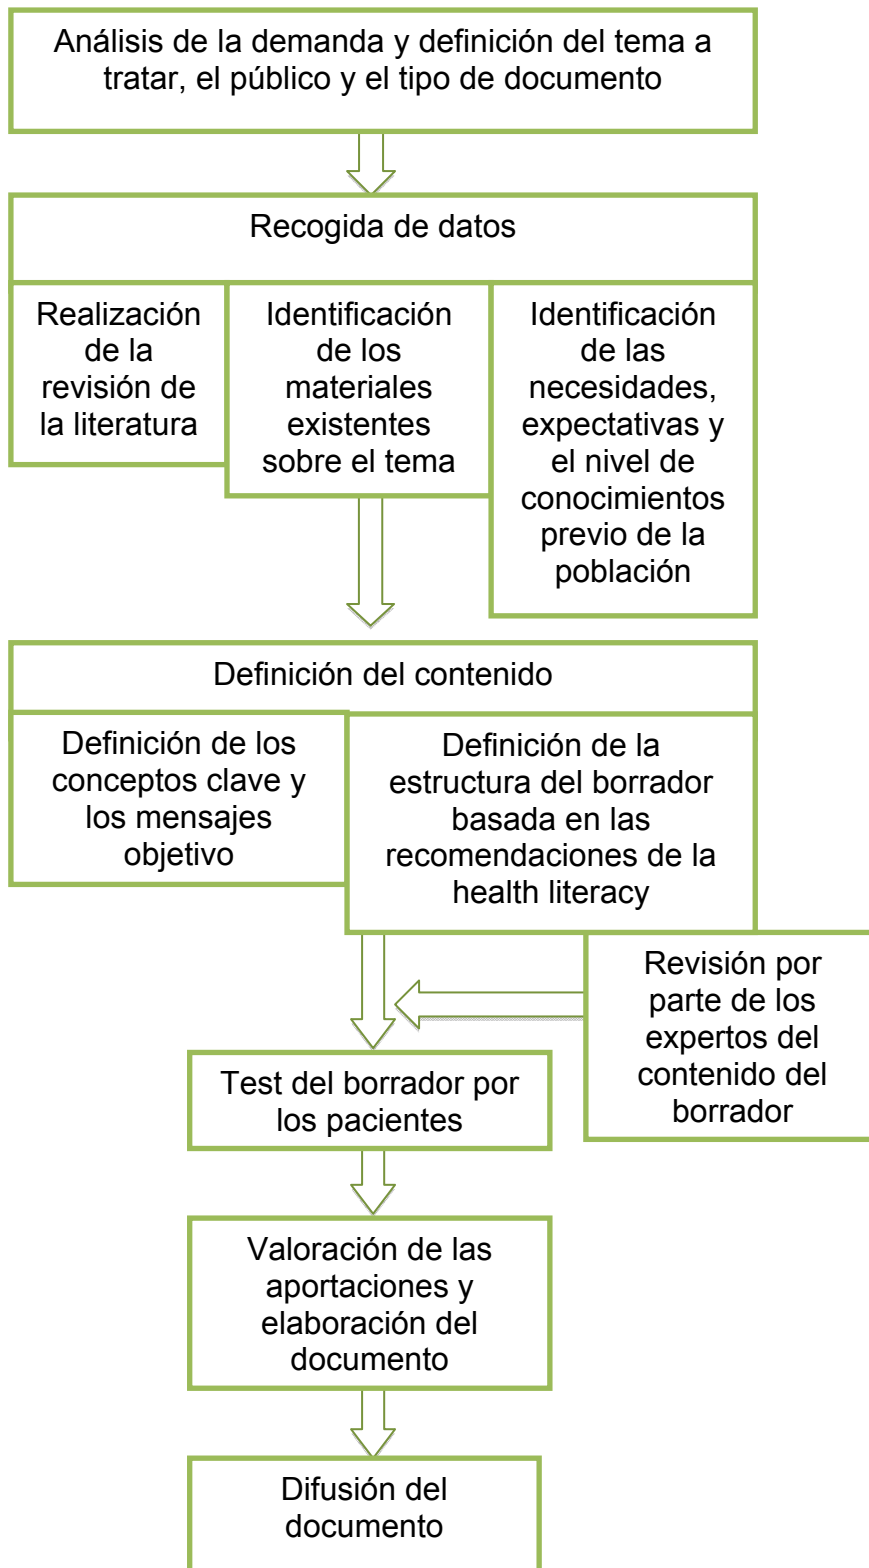 Análisis de la demanda y definición del tema a
tratar, el público y el tipo de documento
Recogida de datos
Realización
de la
revisión de
la literatura
Identificación
de los
materiales
existentes
sobre el tema
Identificación
de las
necesidades,
expectativas y
el nivel de
conocimientos
previo de la
población
Definición del contenido
Definición de los
conceptos clave y
los mensajes
objetivo
Definición de la
estructura del borrador
basada en las
recomendaciones de la
health literacy
Revisión por
parte de los
expertos del
contenido del
borrador
Test del borrador por
los pacientes
Valoración de las
aportaciones y
elaboración del
documento
Difusión del
documento